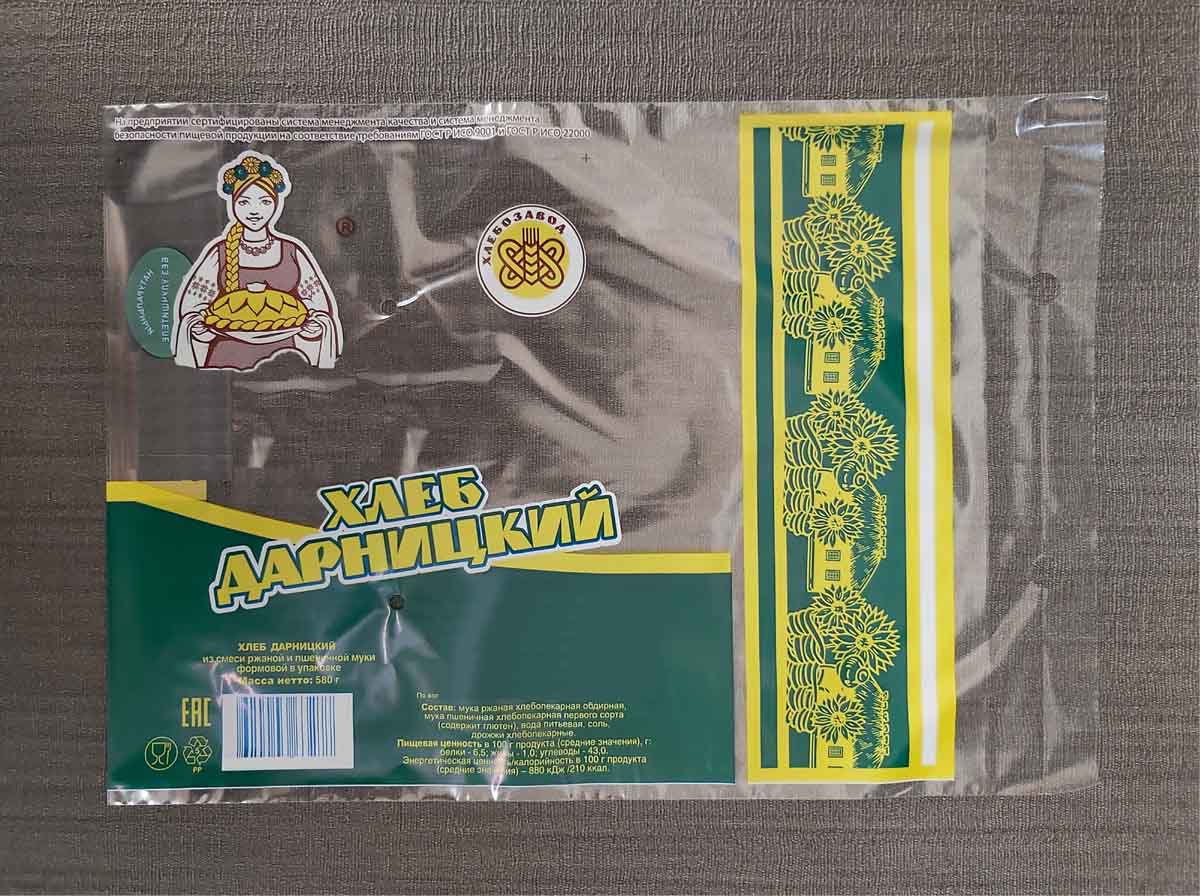 На предприятии сертифицированы система менеджмента качества и система менеджмента
безопасности пищевой продукции на соответствие требованиям ГОСТ Р ИСО 9001 и ГОСТ Р ИСО 22000
®
ХЛЕБОЗАВОД
БЕЗ
ХЛЕБ
ДАРНИЦКИЙ
ХЛЕБ ДАРНИЦКИЙ
из смеси ржаной и пшеничной муки
формовой в упаковке
Масса нетто: 580 г
EAC
5
PP
По
Состав: мука ржаная хлебопекарная обдирная,
мука пшеничная хлебопекарная первого сорта
(содержит глютен), вода питьевая, соль,
дрожжи хлебопекарные.
Пищевая ценность в 100 г продукта (средние значения), г:
белки - 6,5; жиры - 1,0; углеводы - 43,0.
Энергетическая ценность/калорийность в 100 г продукта
(средние значения) – 880 кДж /210 ккал.